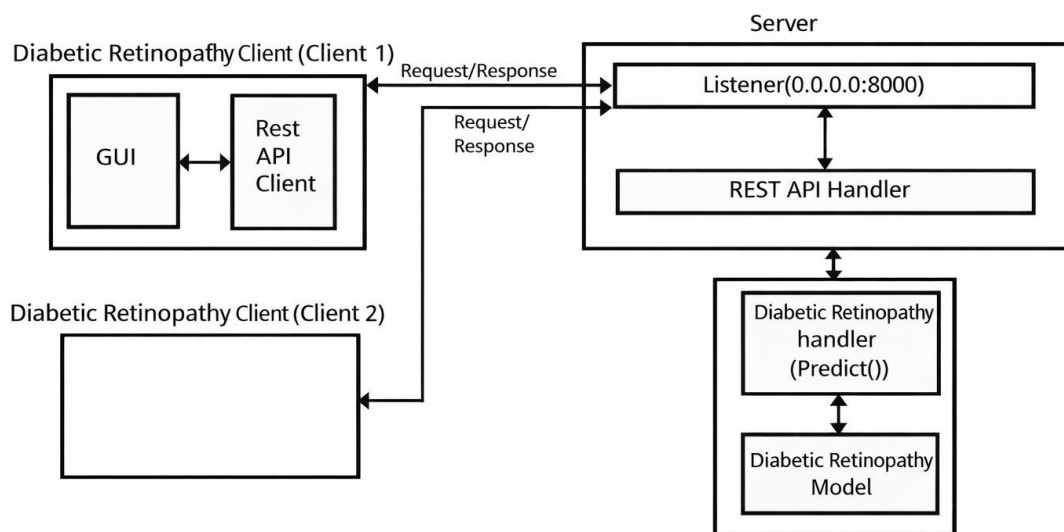 Server
Diabetic Retinopathy Client (Client 1)
Request/Response
Listener(0.0.0.0:8000)
GUI
Rest
API
Client
Request/
Response
REST API Handler
Diabetic Retinopathy Client (Client 2)
Diabetic Retinopathy
handler
(Predict())
Diabetic Retinopathy
Model